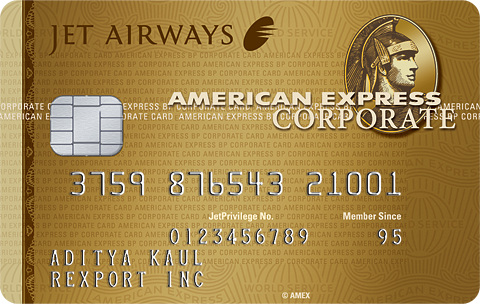 JET AIRWAYS
AMERICAN EXPRESS
CORPORATE
3759 876543 21001
JetPrivilege No. Member Since
0123456789 95
ADITYA KAUL
REXPORT INC
© AMEX